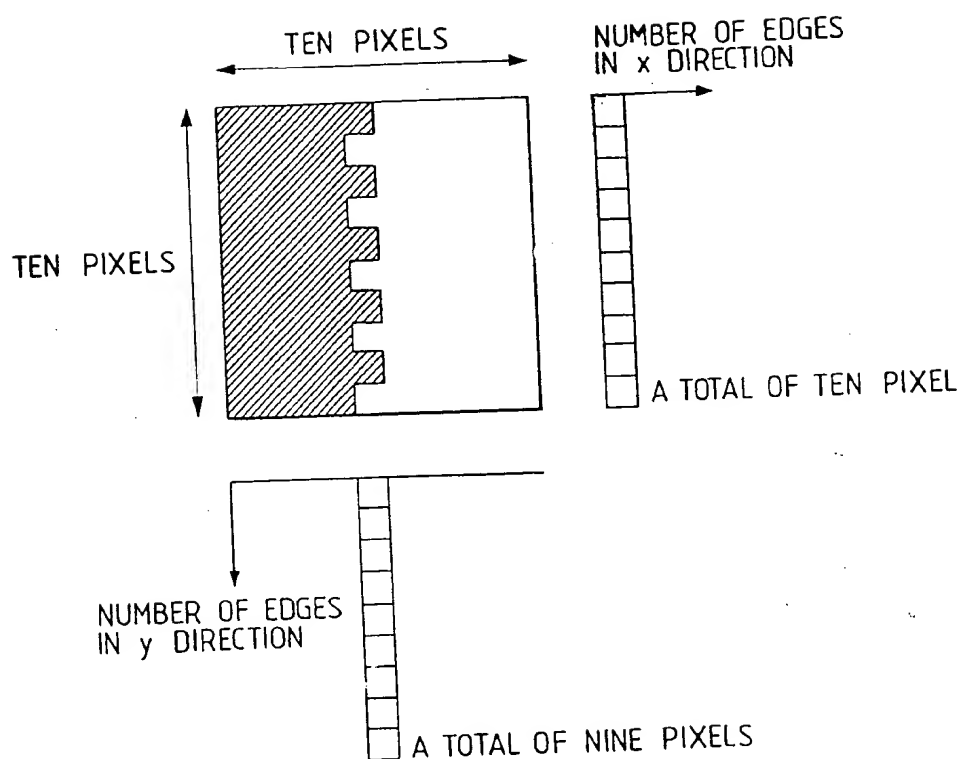 TEN PIXELS
NUMBER OF EDGES
IN x DIRECTION
TEN PIXELS
A TOTAL OF TEN PIXEL
NUMBER OF EDGES
IN y DIRECTION
A TOTAL OF NINE PIXELS